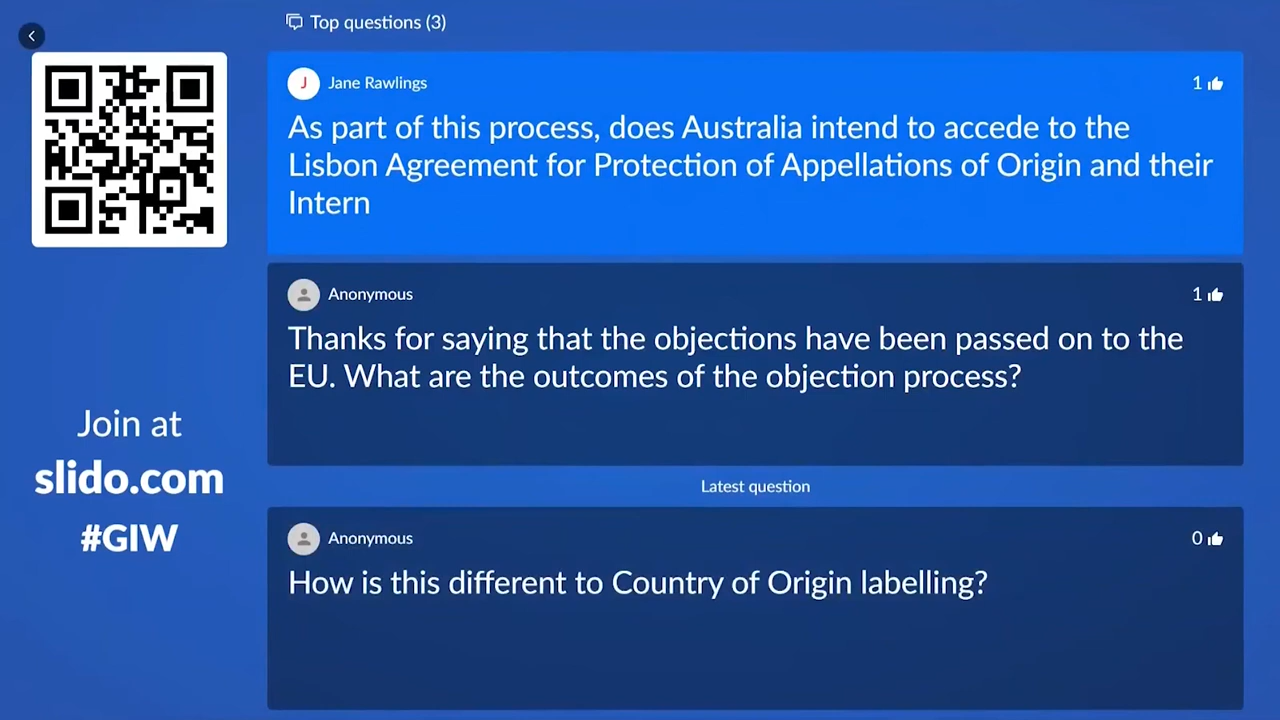 Top questions (3)
J Jane Rawlings 1
As part of this process, does Australia intend to accede to the
Lisbon Agreement for Protection of Appellations of Origin and their
Intern
Anonymous 1
Thanks for saying that the objections have been passed on to the
EU. What are the outcomes of the objection process?
Join at
slido.com
#GIW
Latest question
Anonymous 0
How is this different to Country of Origin labelling?